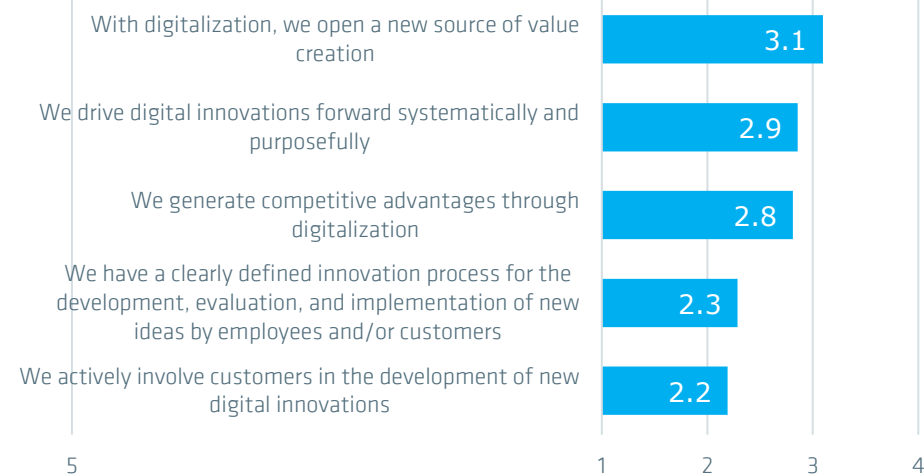 With digitalization, we open a new source of value
creation
3.1
We drive digital innovations forward systematically and
purposefully
2.9
We generate competitive advantages through
digitalization
2.8
We have a clearly defined innovation process for the
development, evaluation, and implementation of new
ideas by employees and/or customers
2.3
We actively involve customers in the development of new
digital innovations
2.2
5 1 2 3 4